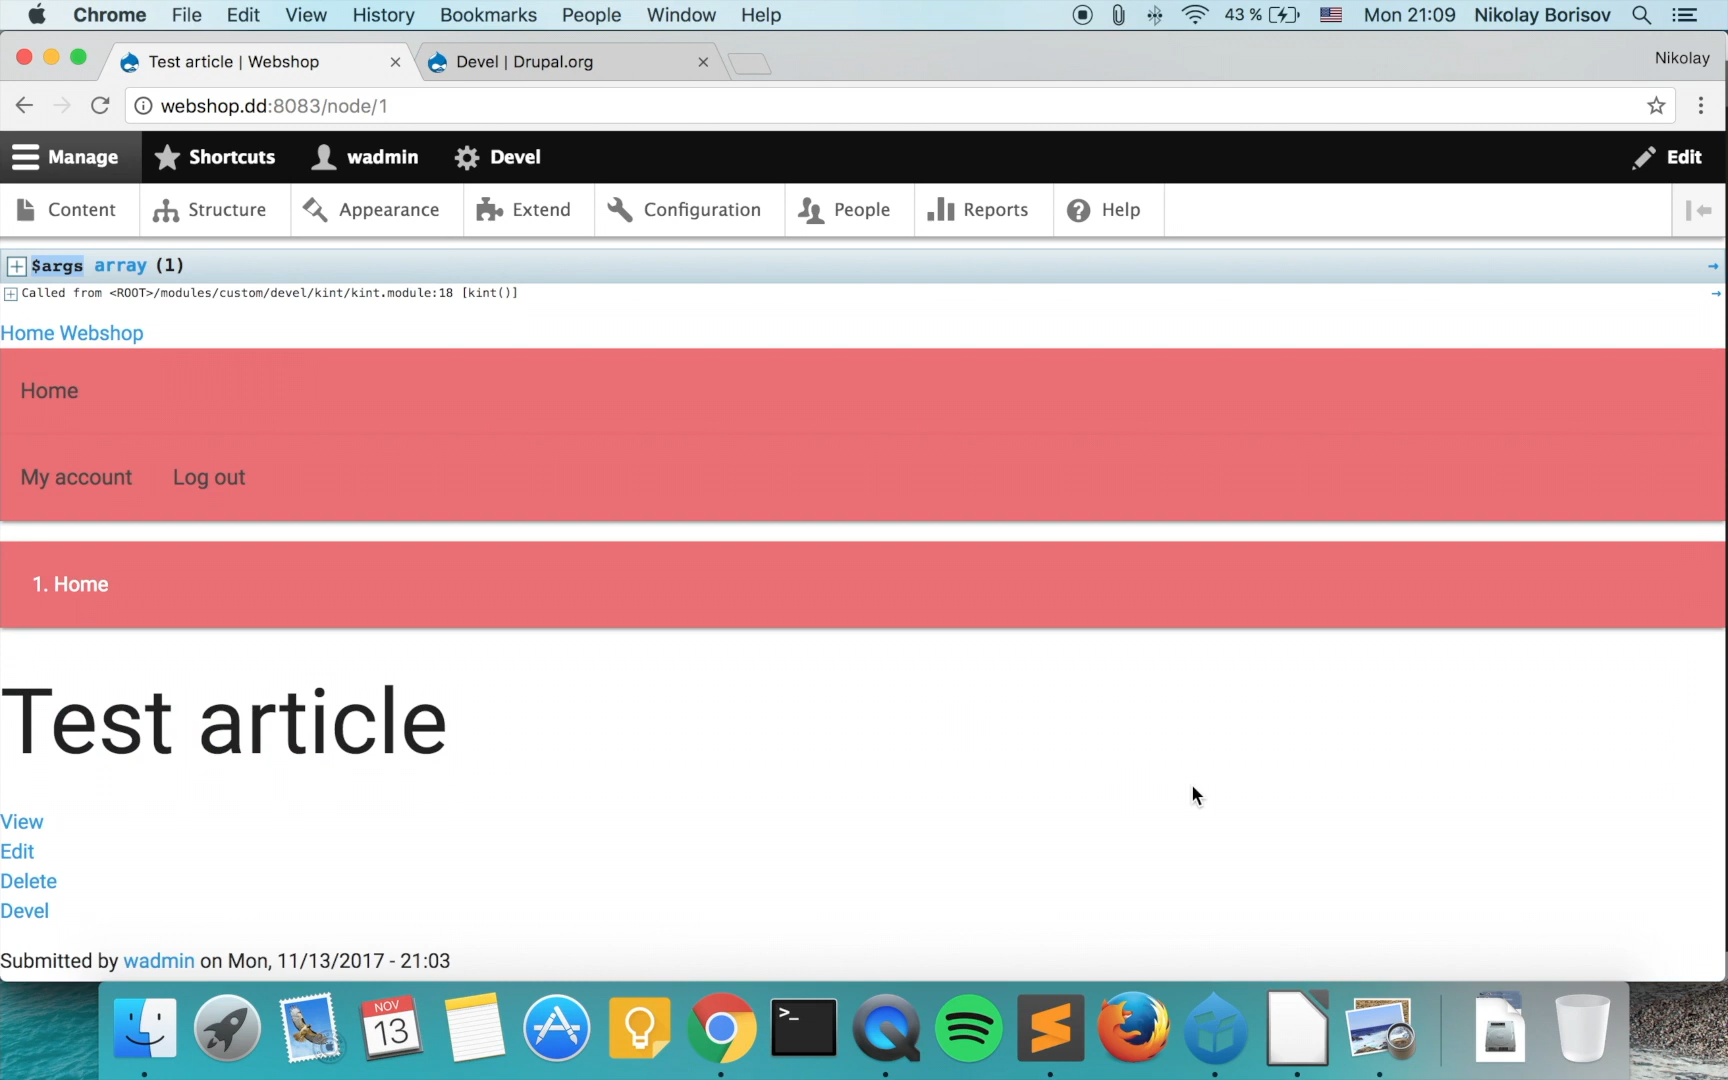 Chrome File Edit View History Bookmarks People Window Help 43 % Mon 21:09 Nikolay Borisov
Test article | Webshop Devel | Drupal.org Nikolay
webshop.dd:8083/node/1
Manage Shortcuts wadmin Devel Edit
Content Structure Appearance Extend Configuration People Reports Help
$args array (1)
Called from <ROOT>/modules/custom/devel/kint/kint.module:18 [kint()]
Home Webshop
Home
My account Log out
1. Home
Test article
View
Edit
Delete
Devel
Submitted by wadmin on Mon, 11/13/2017 - 21:03
NOV
13